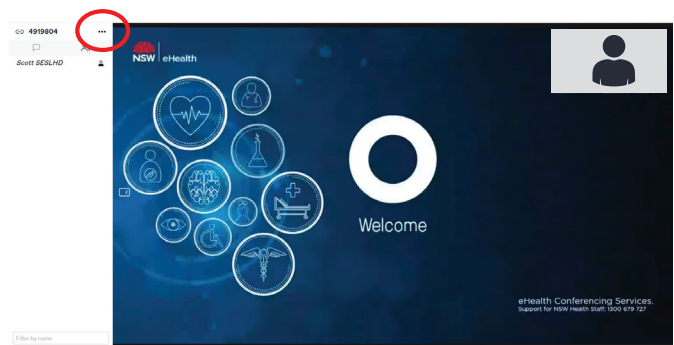 4919804
Scott SESLHD
NSW eHealth
Welcome
eHealth Conferencing Services.
Support for NSW Health Staff: 1300 679 727
Filter by name